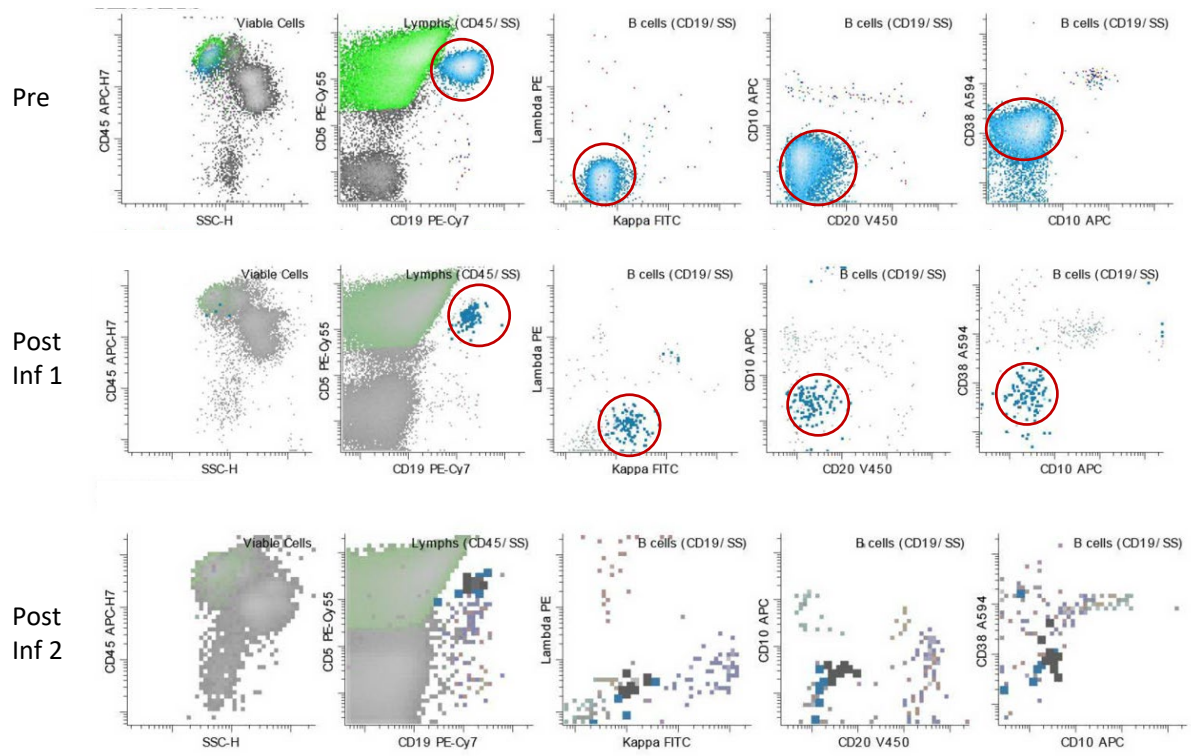 Pre
Viable Cells
CD45 APC-H7
SSC-H
Lymphs (CD45/ SS)
CD5 PE-Cy55
CD19 PE-Cy7
B cells (CD19/ SS)
Lambda PE
Kappa FITC
B cells (CD19/ SS)
CD10 APC
CD20 V450
B cells (CD19/ SS)
CD38 A594
CD10 APC
Post
Inf 1
Viable Cells
CD45 APC-H7
SSC-H
Lymphs (CD45/ SS)
CD5 PE-Cy55
CD19 PE-Cy7
B cells (CD19/ SS)
Lambda PE
Kappa FITC
B cells (CD19/ SS)
CD10 APC
CD20 V450
B cells (CD19/ SS)
CD38 A594
CD10 APC
Post
Inf 2
Viable Cells
CD45 APC-H7
SSC-H
Lymphs (CD45/ SS)
CD5 PE-Cy55
CD19 PE-Cy7
B cells (CD19/ SS)
Lambda PE
Kappa FITC
B cells (CD19/ SS)
CD10 APC
CD20 V450
B cells (CD19/ SS)
CD38 A594
CD10 APC